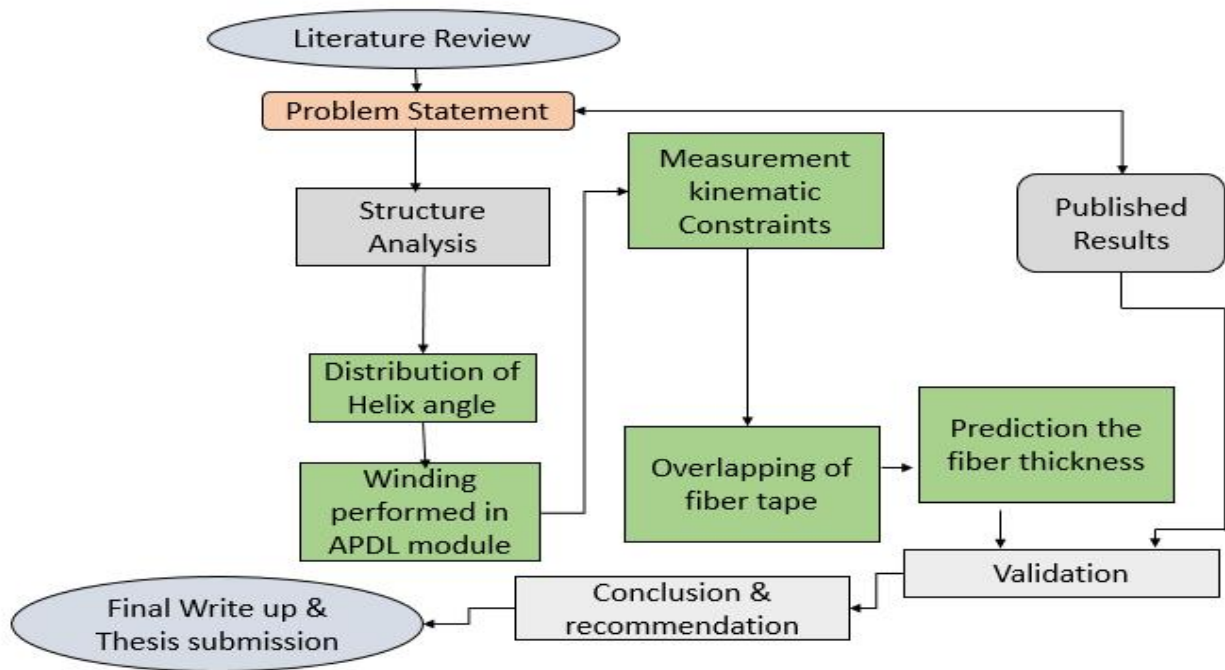 Literature Review
Problem Statement
Structure
Analysis
Distribution of
Helix angle
Winding
performed in
APDL module
Measurement
kinematic
Constraints
Overlapping of
fiber tape
Prediction the
fiber thickness
Published
Results
Validation
Conclusion &
recommendation
Final Write up &
Thesis submission